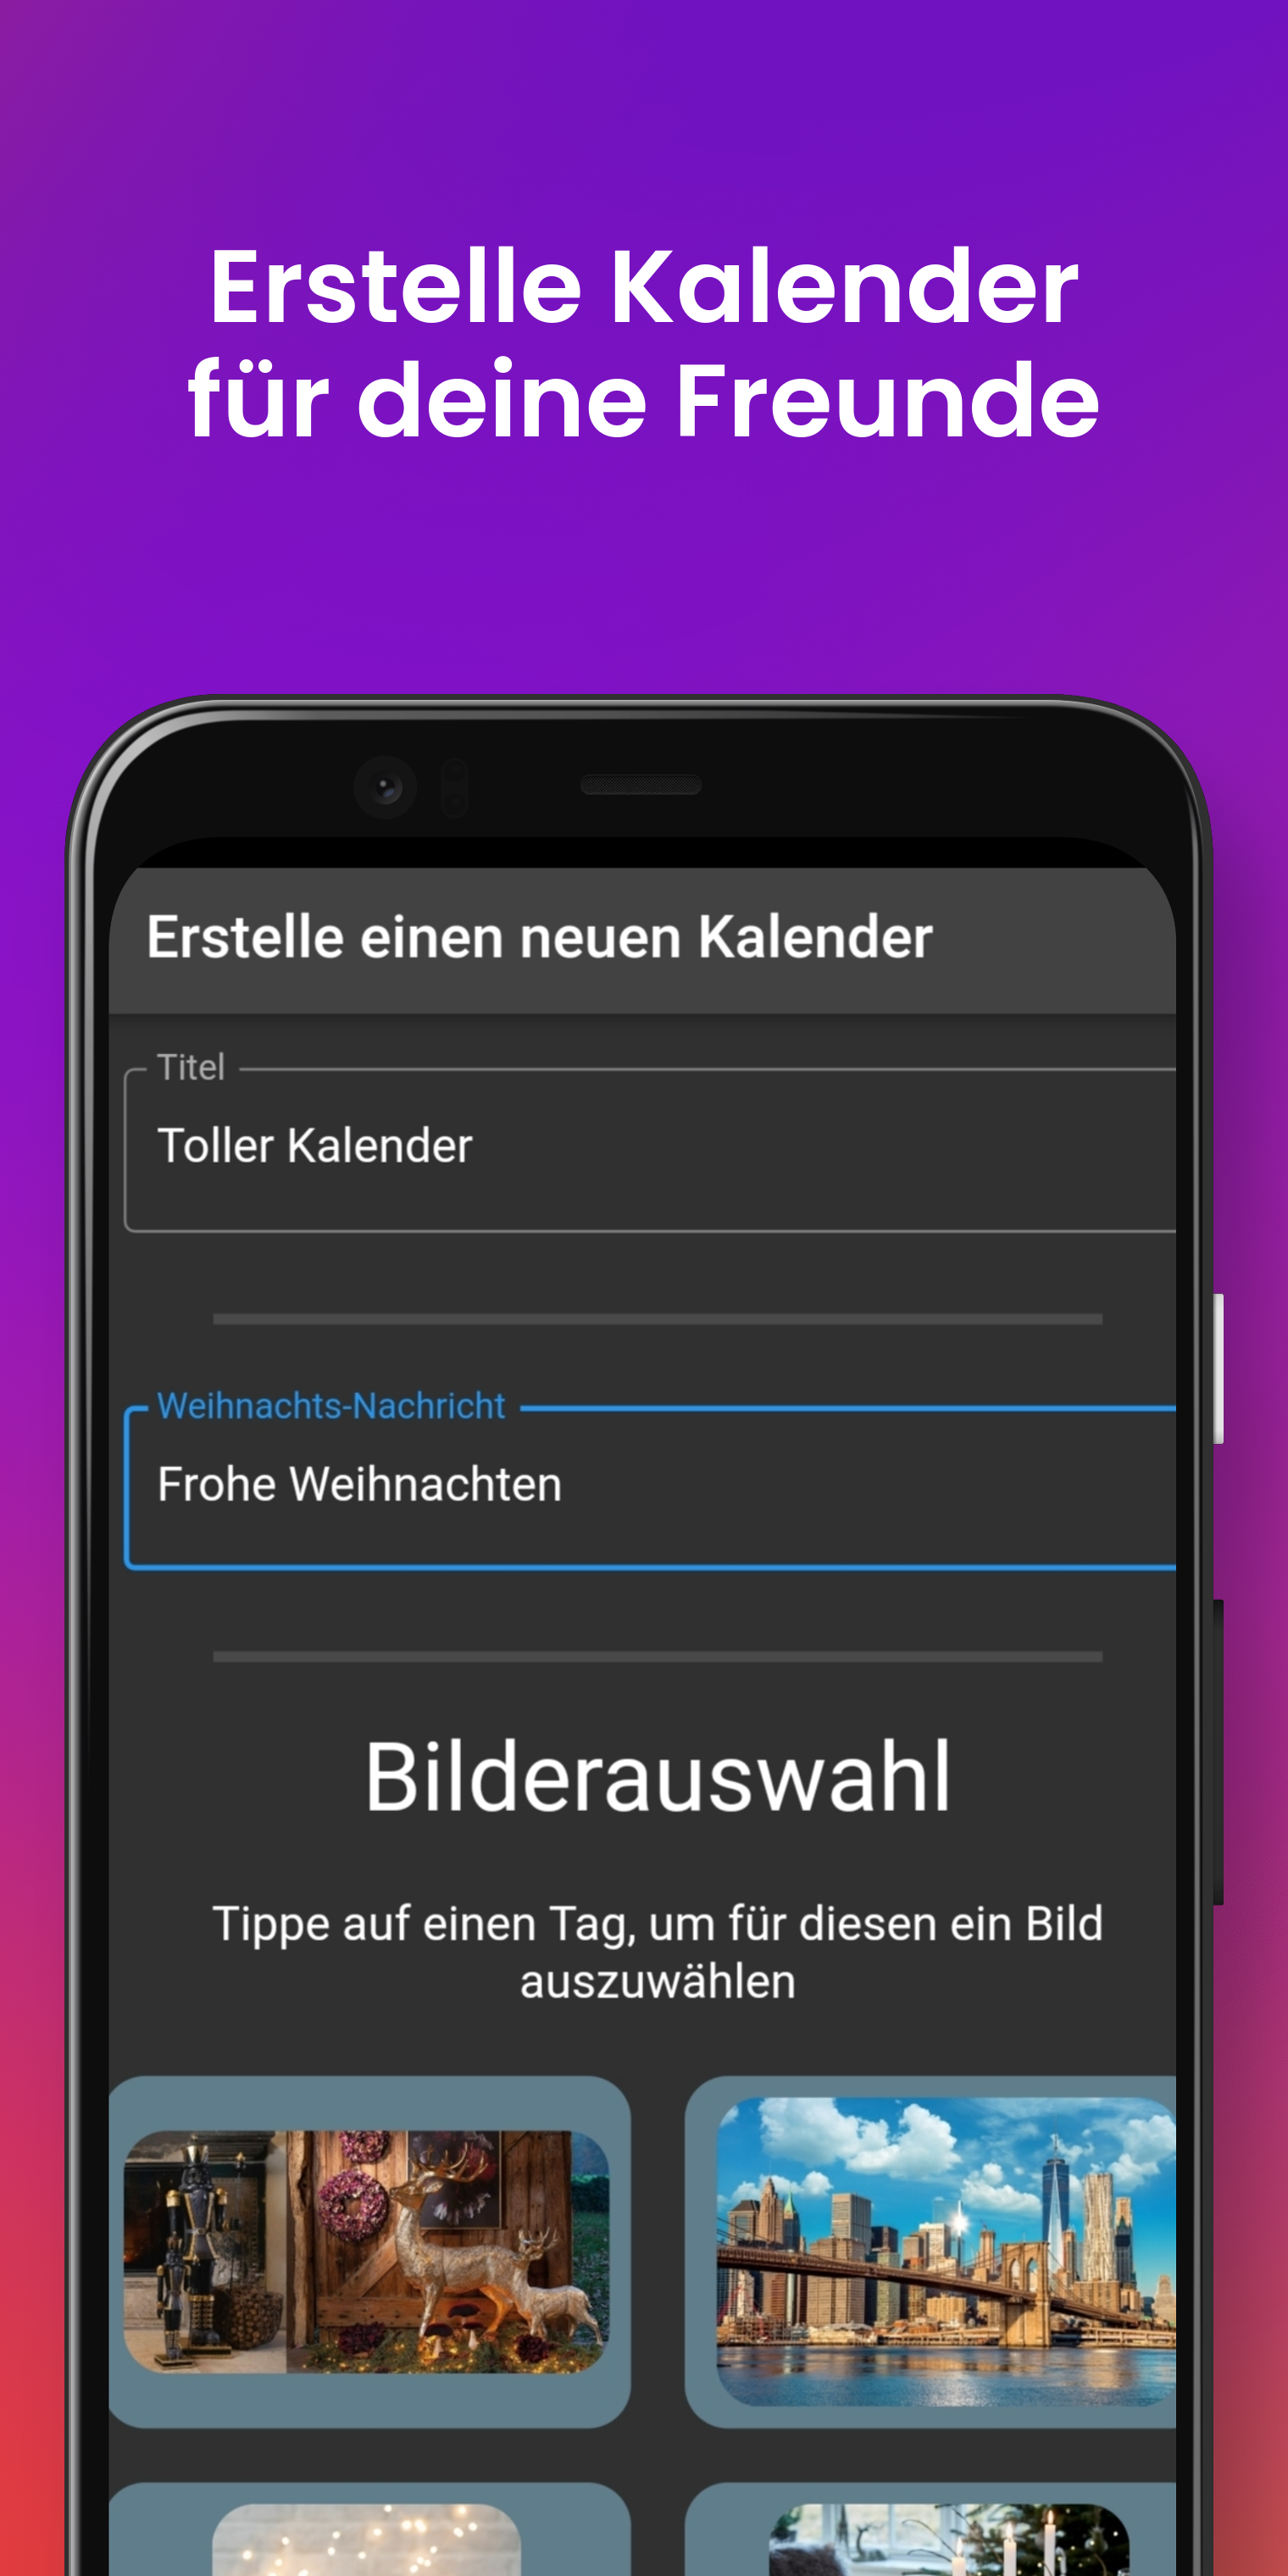 Erstelle Kalender
für deine Freunde
Erstelle einen neuen Kalender
Titel
Toller Kalender
Weihnachts-Nachricht
Frohe Weihnachten
Bilderauswahl
Tippe auf einen Tag, um für diesen ein Bild
auszuwählen